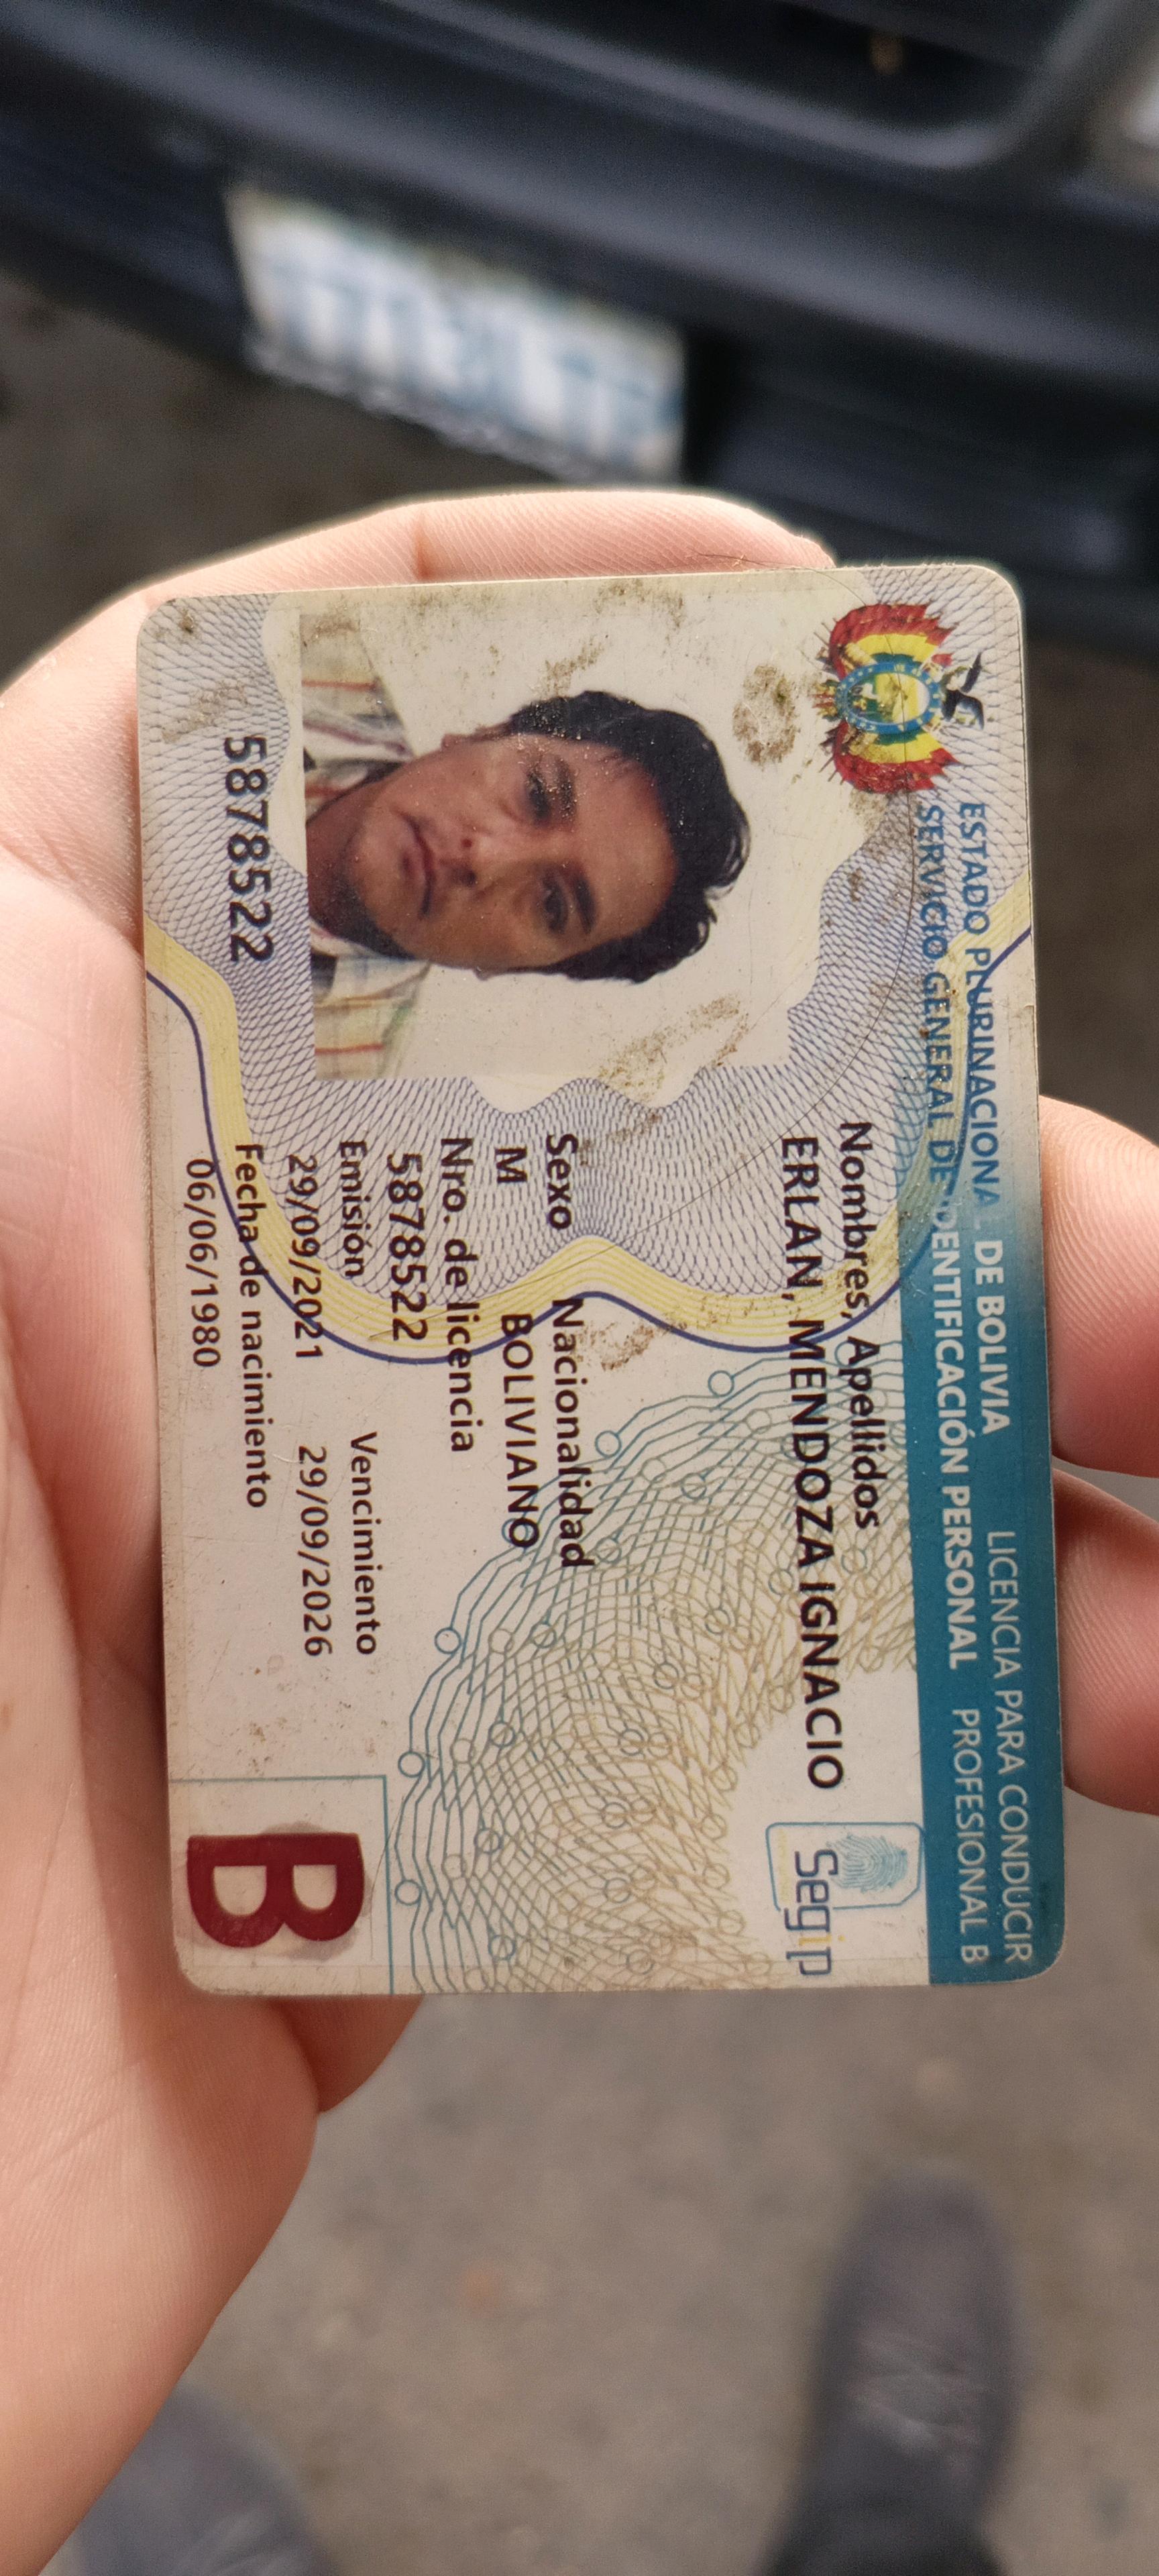 ESTADO PLURINACIONAL DE BOLIVIA
SERVICIO GENERAL DE IDENTIFICACIÓN PERSONAL
LICENCIA PARA CONDUCIR
PROFESIONAL B
segip
Nombres, Apellidos
ERLAN, MENDOZA IGNACIO
Sexo Nacionalidad
M BOLIVIANO
Nro. de licencia
5878522
Emisión Vencimiento
29/09/2021 29/09/2026
Fecha de nacimiento
06/06/1980
5878522
B